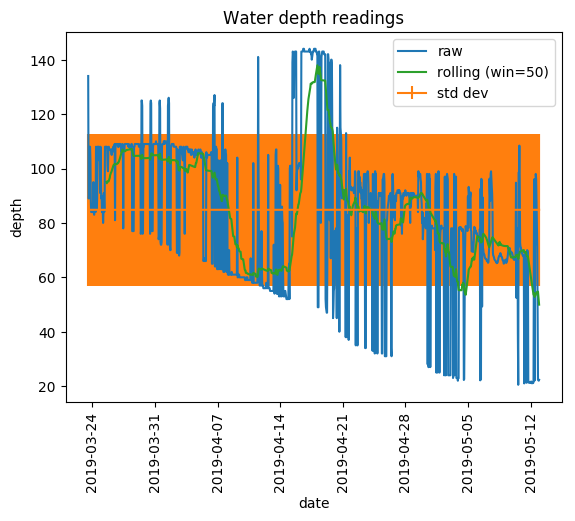 Water depth readings
raw
rolling (win=50)
std dev
depth
140
120
100
80
60
40
20
2019-03-24
2019-03-31
2019-04-07
2019-04-14
2019-04-21
2019-04-28
2019-05-05
2019-05-12
date